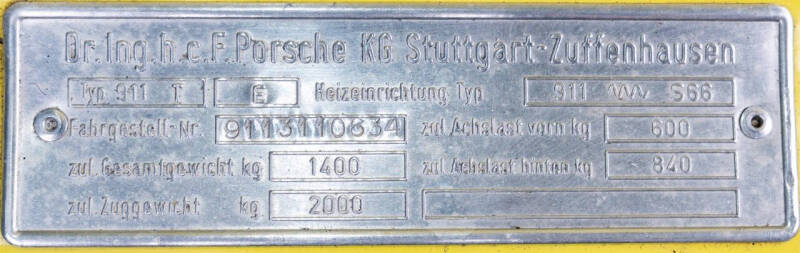 Dr. Ing. h. c. F. Porsche KG Stuttgart-Zuffenhausen
Typ 911 T E Heizeinrichtung Typ 911 S66
Fahrgestell-Nr. 9113110634 zul. Achslast vorn kg 600
zul. Gesamtgewicht kg 1400 zul. Achslast hinten kg 840
zul. Zuggewicht kg 2000